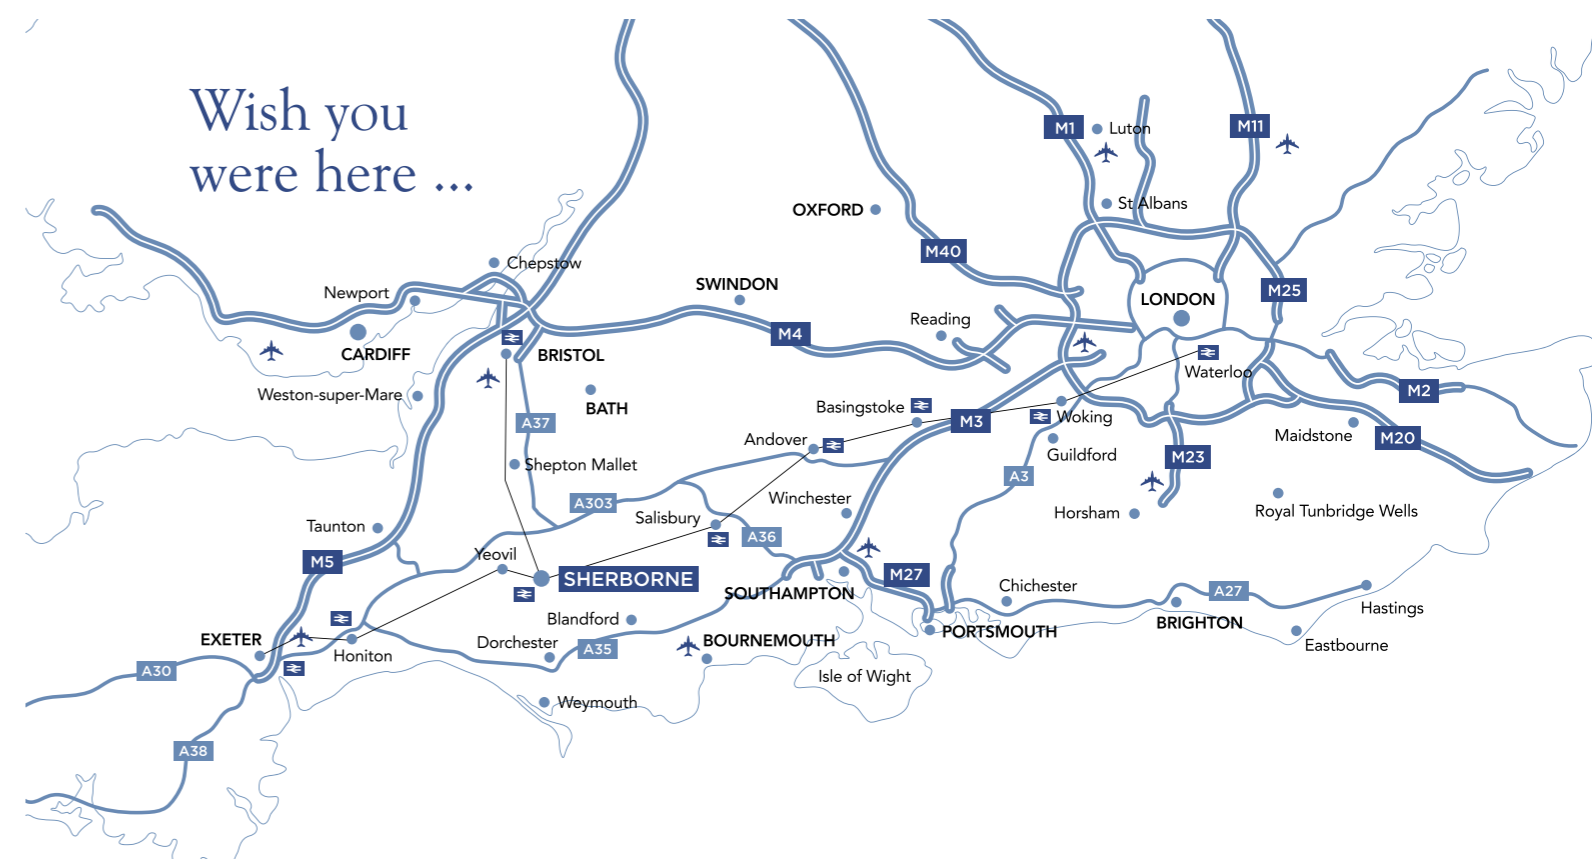 Wish you
were here ...
M1
Luton
M11
St Albans
OXFORD
M40
Chepstow
SWINDON
Newport
M25
LONDON
Reading
M4
CARDIFF
BRISTOL
Waterloo
Weston-super-Mare
M2
BATH
Basingstoke
A37
M3
Woking
Andover
Maidstone
M20
Guildford
M23
Shepton Mallet
A3
A303
Winchester
Horsham
Royal Tunbridge Wells
Salisbury
Taunton
A36
Yeovil
M5
SHERBORNE
M27
SOUTHAMPTON
Chichester
A27
Hastings
Blandford
BRIGHTON
EXETER
Dorchester
A35
BOURNEMOUTH
PORTSMOUTH
Eastbourne
Honiton
A30
Isle of Wight
Weymouth
A38